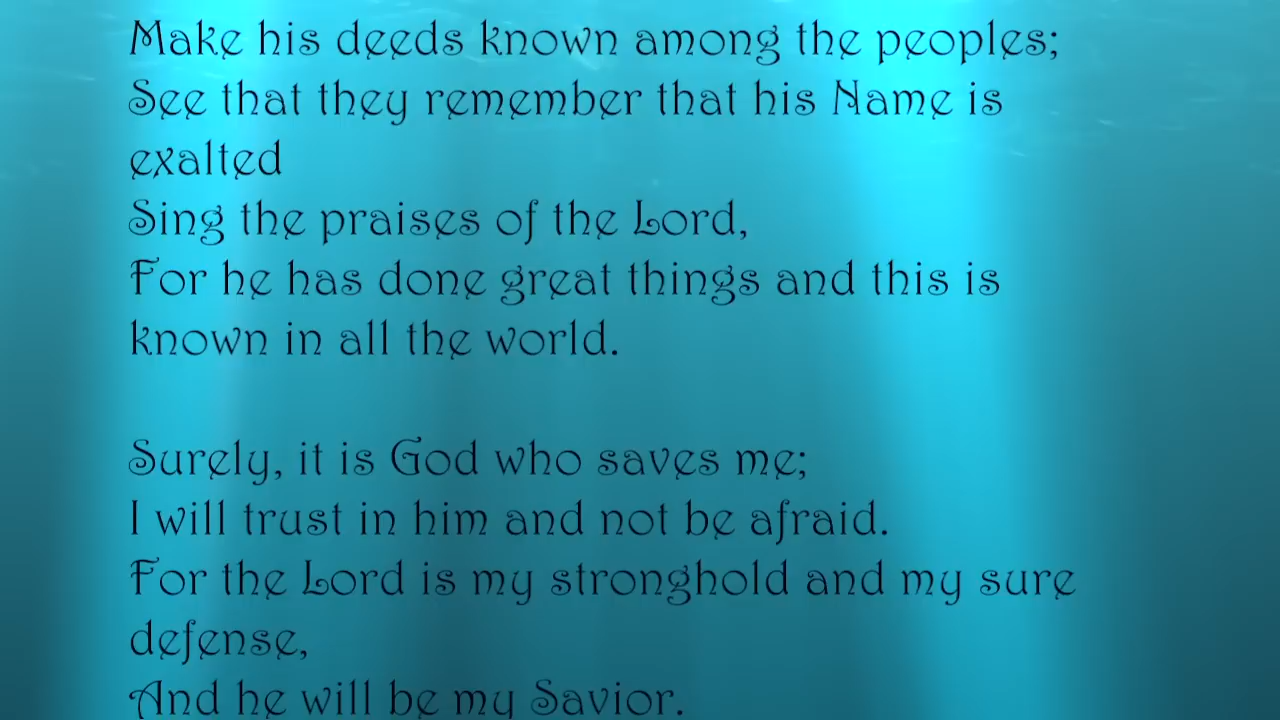 Make his deeds known among the peoples;
See that they remember that his Name is
exalted
Sing the praises of the Lord,
For he has done great things and this is
known in all the world.
Surely, it is God who saves me;
I will trust in him and not be afraid.
For the Lord is my stronghold and my sure
defense,
And he will be my Savior.